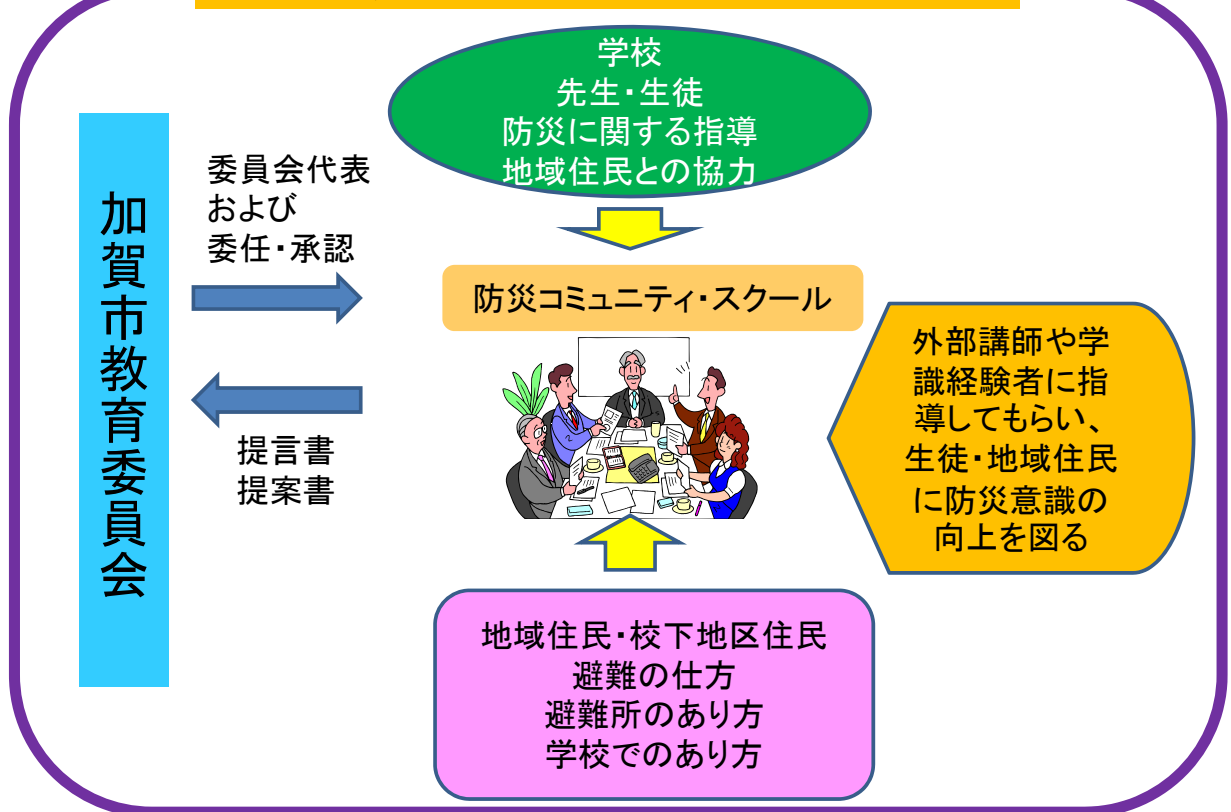 学校
先生・生徒
防災に関する指導
地域住民との協力
加賀市教育委員会
委員会代表
および
委任・承認
提言書
提案書
防災コミュニティ・スクール
外部講師や学
識経験者に指
導してもらい、
生徒・地域住民
に防災意識の
向上を図る
地域住民・校下地区住民
避難の仕方
避難所のあり方
学校でのあり方